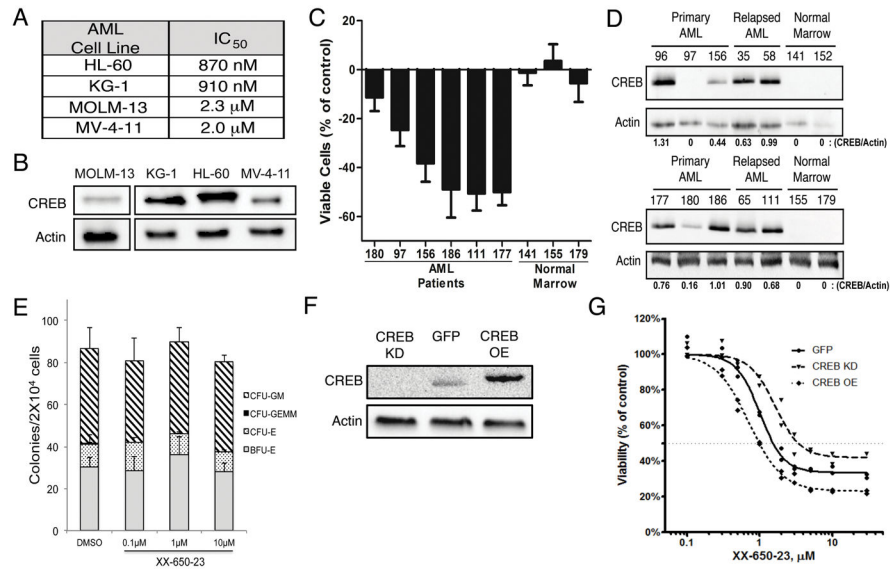 A
AML Cell Line IC50
HL-60 870 nM
KG-1 910 nM
MOLM-13 2.3 μM
MV-4-11 2.0 μM
B
MOLM-13 KG-1 HL-60 MV-4-11
CREB
Actin
C
Viable Cells (% of control)
20
0
-20
-40
-60
180 97 156 186 111 177 141 155 179
AML Patients
Normal Marrow
D
Primary AML
Relapsed AML
Normal Marrow
96 97 156 35 58 141 152
CREB
Actin
1.31 0 0.44 0.63 0.99 0 0 : (CREB/Actin)
Primary AML
Relapsed AML
Normal Marrow
177 180 186 65 111 155 179
CREB
Actin
0.76 0.16 1.01 0.90 0.68 0 0 : (CREB/Actin)
E
Colonies/2X10⁴ cells
100
80
60
40
20
0
CFU-GM
CFU-GEMM
CFU-E
BFU-E
DMSO 0.1μM 1μM 10μM
XX-650-23
F
CREB KD
GFP
CREB OE
CREB
Actin
G
Viability (% of control)
120%
100%
80%
60%
40%
20%
0%
GFP
CREB KD
CREB OE
0.1 1 10
XX-650-23, μM